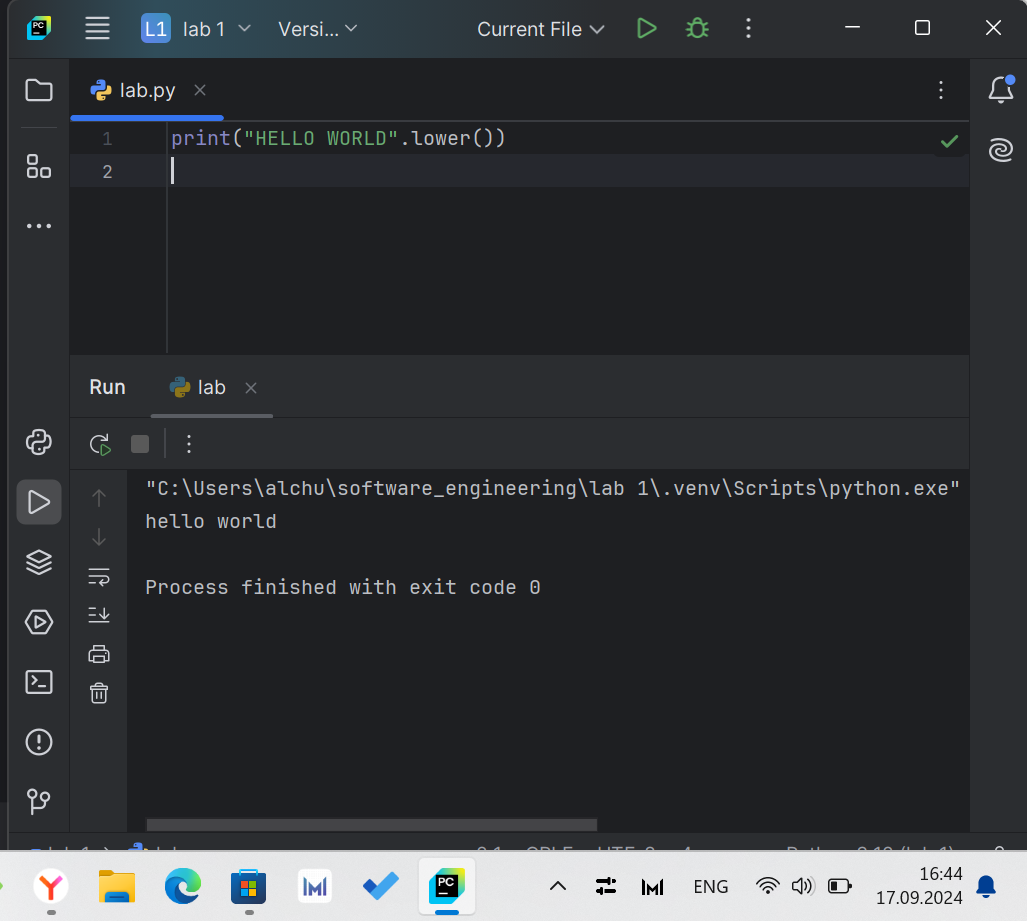 PC L1 lab 1 Versi... Current File
lab.py
1 print("HELLO WORLD".lower())
2
Run lab
"C:\Users\alchu\software_engineering\lab 1\.venv\Scripts\python.exe"
hello world
Process finished with exit code 0
PC ENG 16:44
17.09.2024